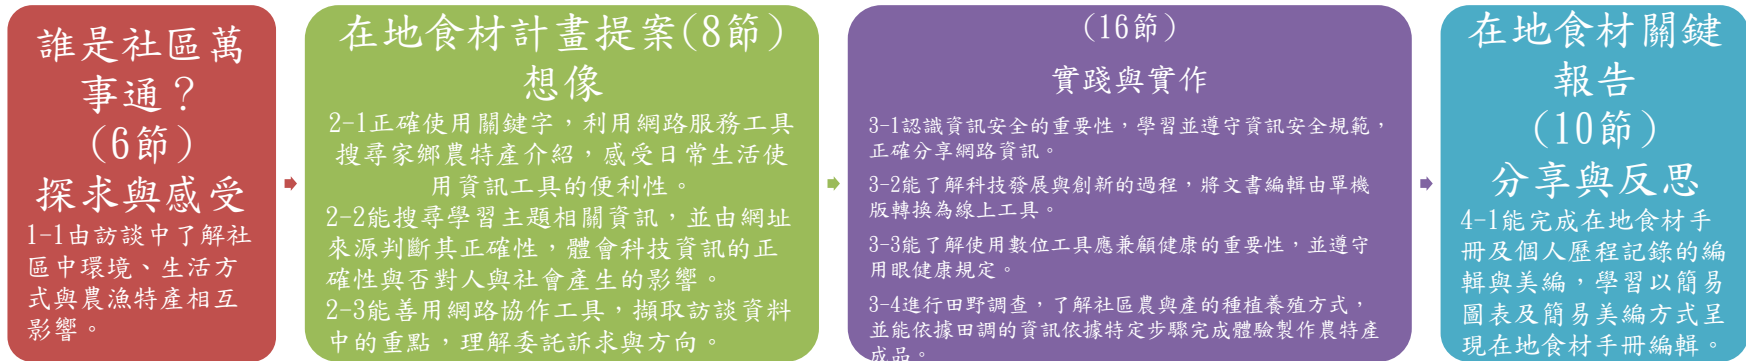 誰是社區萬
事通？
(6節)
探求與感受
1-1由訪談中了解社
區中環境、生活方
式與農漁特產相互
影響。
在地食材計畫提案(8節)
想像
2-1正確使用關鍵字，利用網路服務工具
搜尋家鄉農特產介紹，感受日常生活使
用資訊工具的便利性。
2-2能搜尋學習主題相關資訊，並由網址
來源判斷其正確性，體會科技資訊的正
確性與否對人與社會產生的影響。
2-3能善用網路協作工具，擷取訪談資料
中的重點，理解委託訴求與方向。
(16節)
實踐與實作
3-1認識資訊安全的重要性，學習並遵守資訊安全規範，
正確分享網路資訊。
3-2能了解科技發展與創新的過程，將文書編輯由單機
版轉換為線上工具。
3-3能了解使用數位工具應兼顧健康的重要性，並遵守
用眼健康規定。
3-4進行田野調查，了解社區農與產的種植養殖方式，
並能依據田調的資訊依據特定步驟完成體驗製作農特產
成品。
在地食材關鍵
報告
(10節)
分享與反思
4-1能完成在地食材手
冊及個人歷程記錄的編
輯與美編，學習以簡易
圖表及簡易美編方式呈
現在地食材手冊編輯。